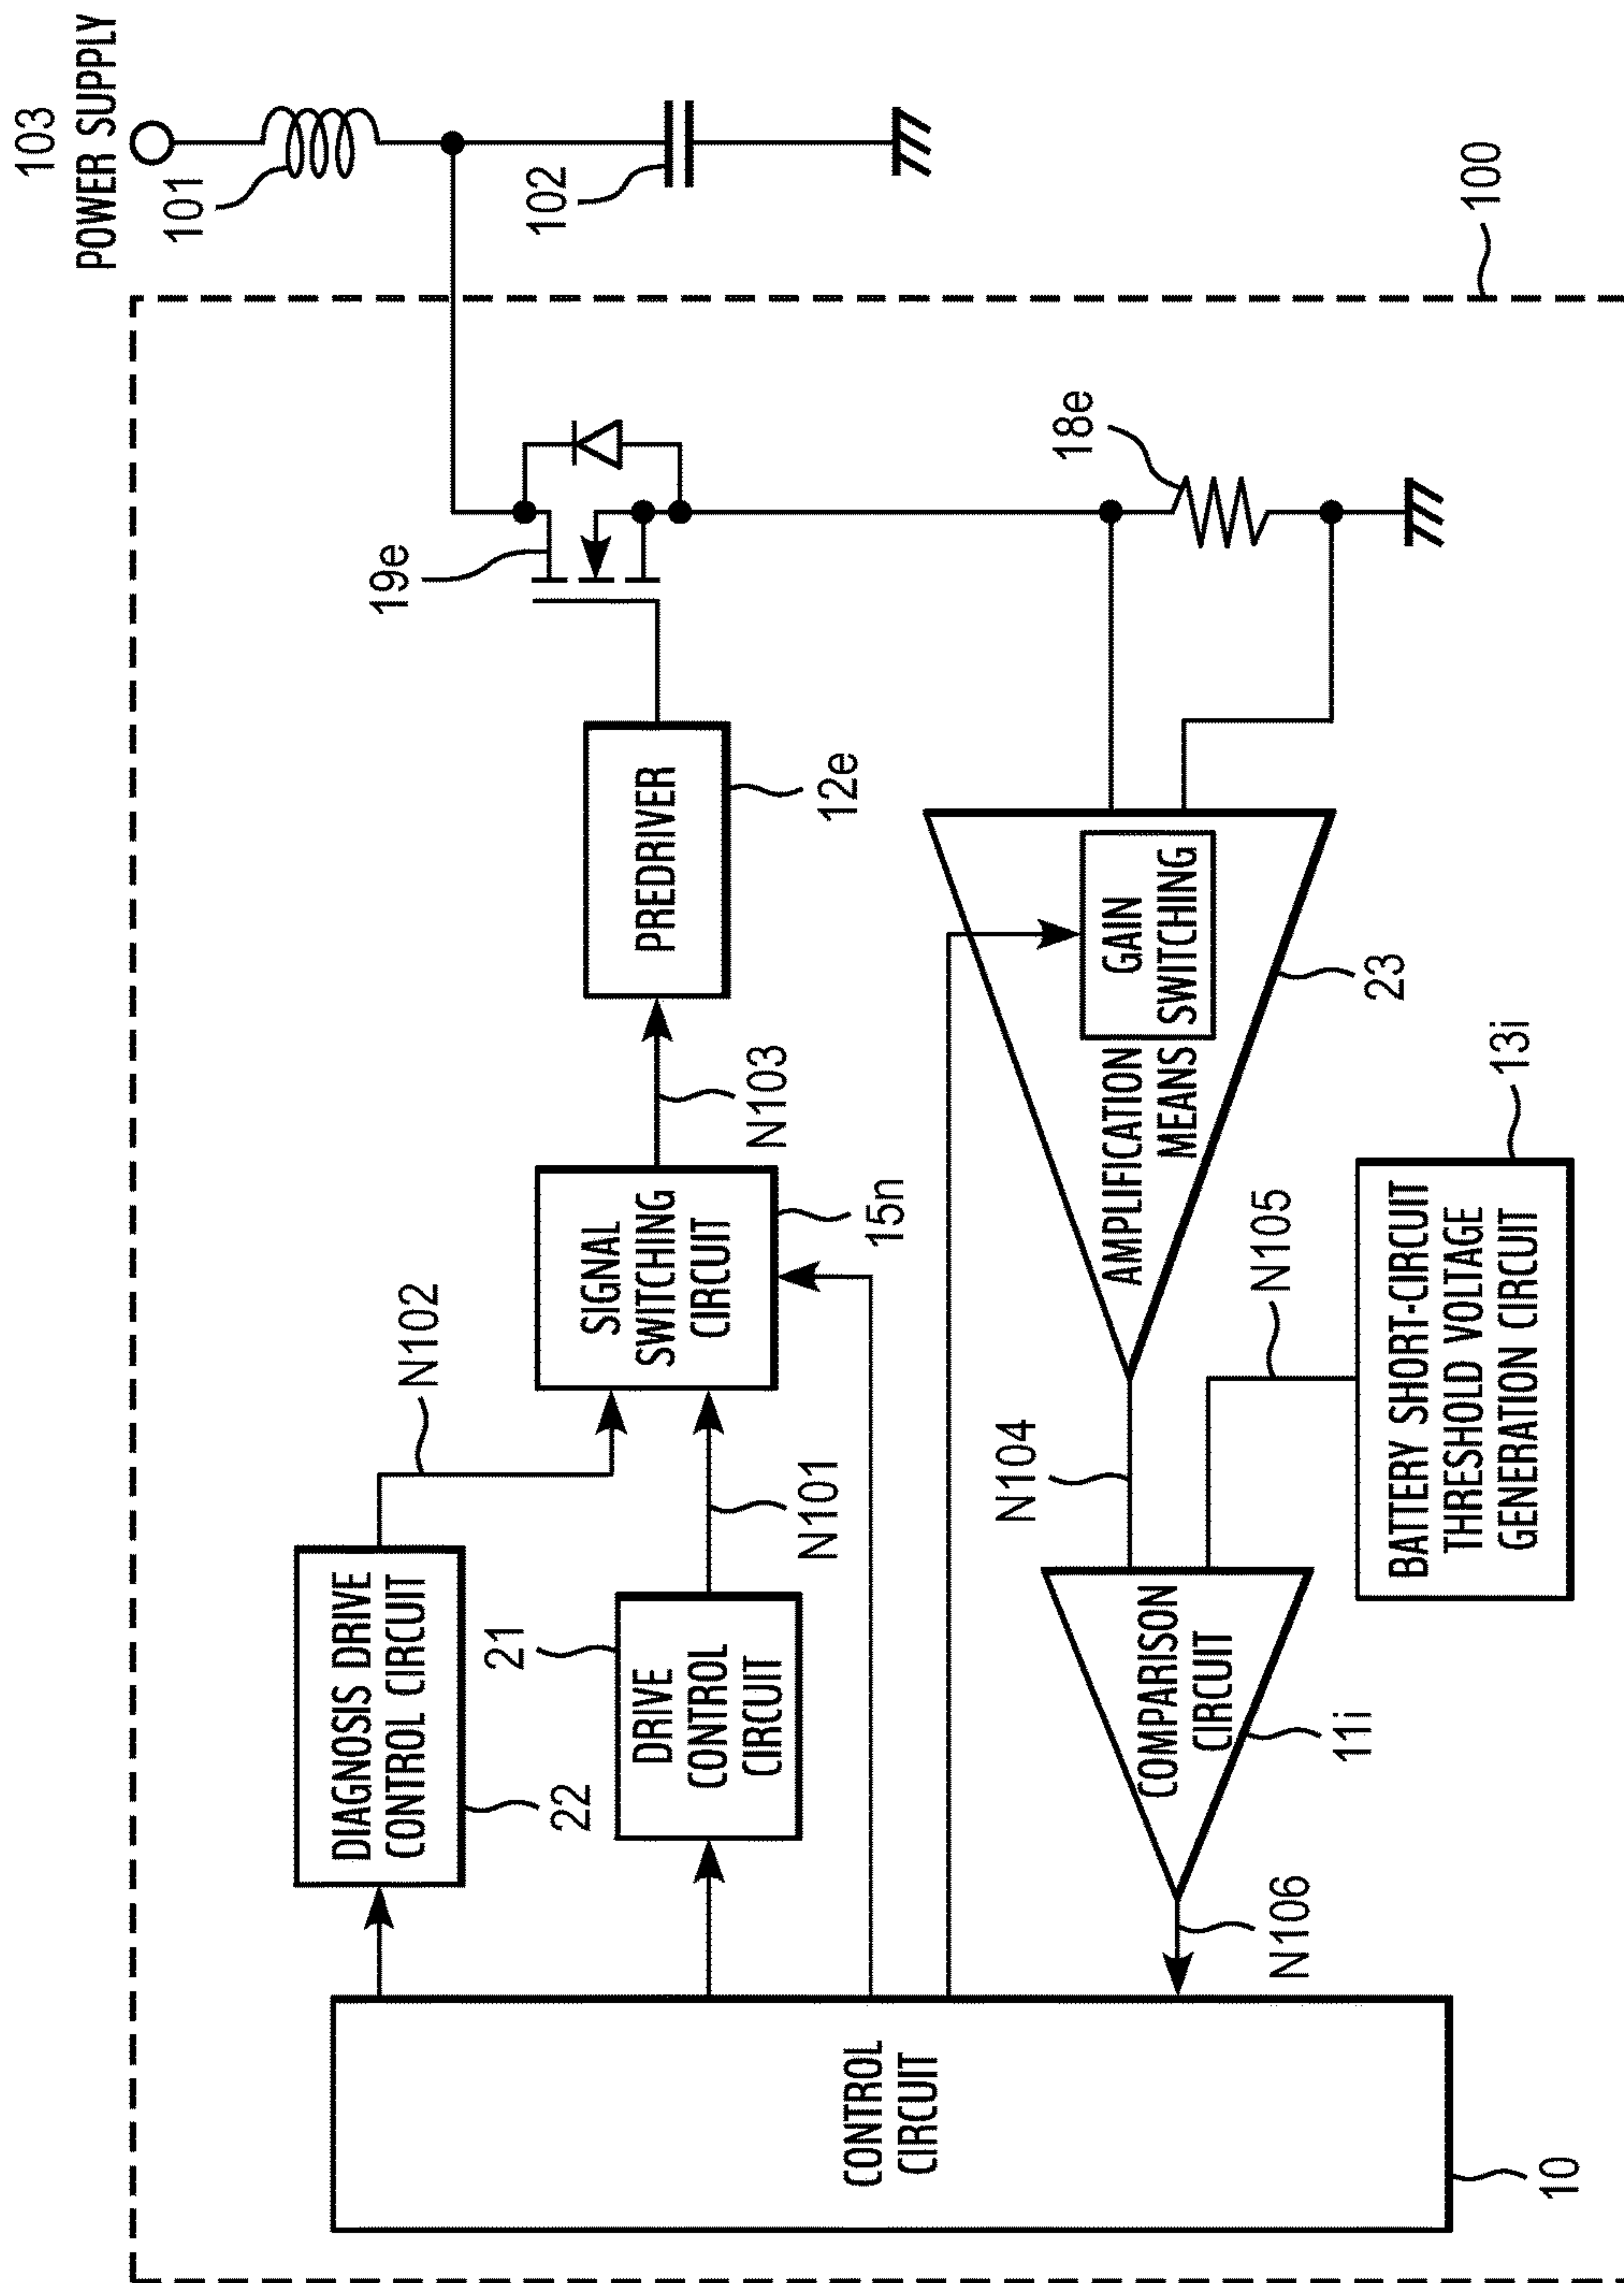 103
POWER SUPPLY
101
102
100
19e
18e
PREDRIVER
12e
N103
SIGNAL
SWITCHING
CIRCUIT
15n
N102
N101
DIAGNOSIS DRIVE
CONTROL CIRCUIT
22
21
DRIVE
CONTROL
CIRCUIT
GAIN
SWITCHING
AMPLIFICATION
MEANS
23
N104
N105
13i
BATTERY SHORT-CIRCUIT
THRESHOLD VOLTAGE
GENERATION CIRCUIT
COMPARISON
CIRCUIT
11i
N106
CONTROL
CIRCUIT
10